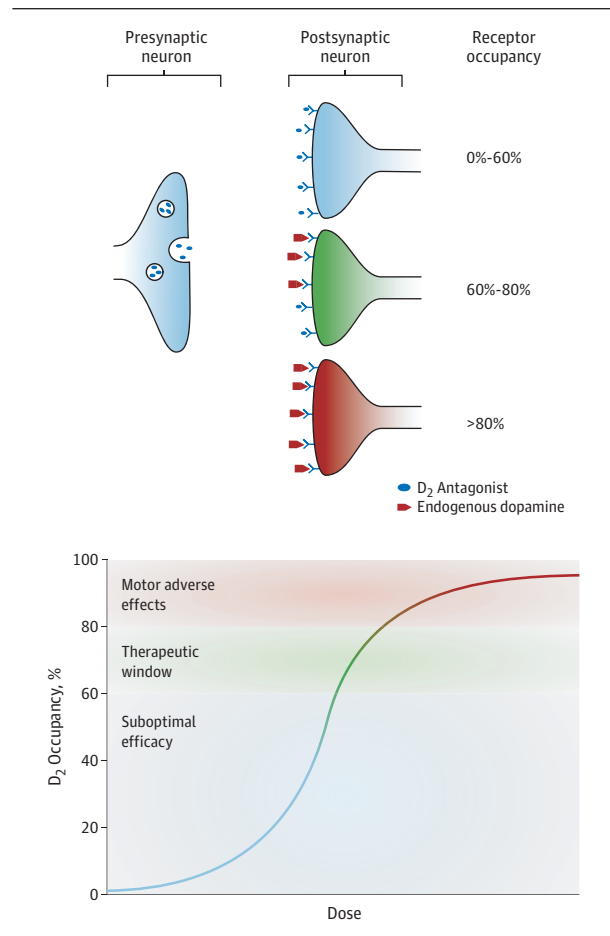 Presynaptic
neuron
Postsynaptic
neuron
Receptor
occupancy
0%-60%
60%-80%
>80%
D₂ Antagonist
Endogenous dopamine
100
80
60
40
20
0
D₂ Occupancy, %
Motor adverse
effects
Therapeutic
window
Suboptimal
efficacy
Dose